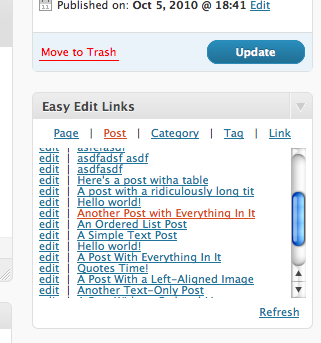 Published on: Oct 5, 2010 @ 18:41 Edit
Move to Trash
Update
Easy Edit Links
Page | Post | Category | Tag | Link
edit | asfefasdf
edit | asdfadsf asdf
edit | asdfasdf
edit | Here's a post witha table
edit | A post with a ridiculously long tit
edit | Hello world!
edit | Another Post with Everything In It
edit | An Ordered List Post
edit | A Simple Text Post
edit | Hello world!
edit | A Post With Everything In It
edit | Quotes Time!
edit | A Post With a Left-Aligned Image
edit | Another Text-Only Post
Refresh